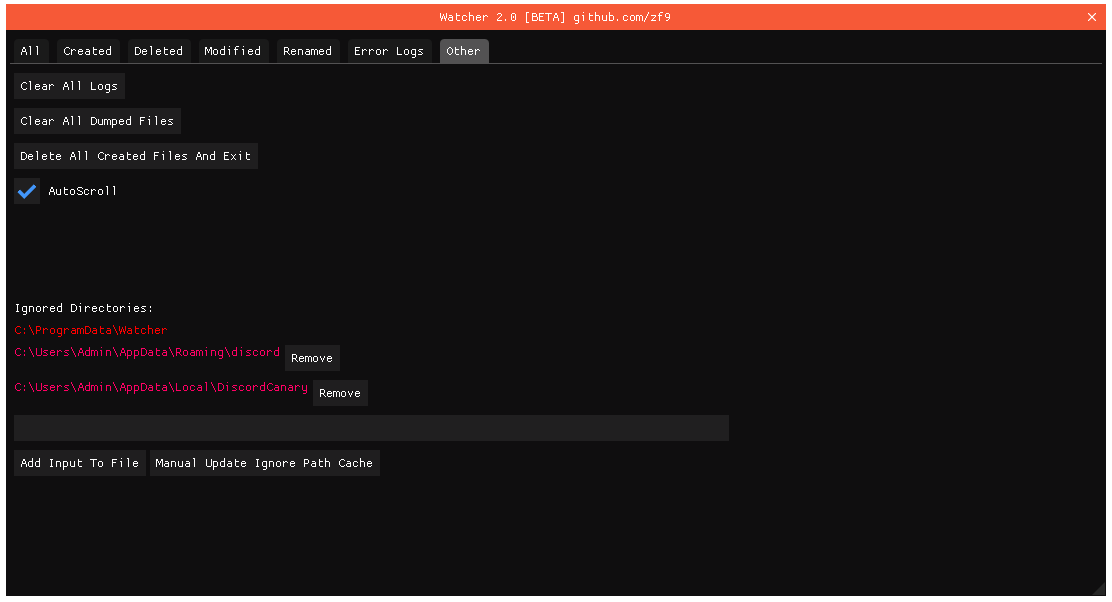 Watcher 2.0 [BETA] github.com/zf9
All Created Deleted Modified Renamed Error Logs Other
Clear All Logs
Clear All Dumped Files
Delete All Created Files And Exit
AutoScroll
Ignored Directories:
C:\ProgramData\Watcher
C:\Users\Admin\AppData\Roaming\discord Remove
C:\Users\Admin\AppData\Local\DiscordCanary Remove
Add Input To File Manual Update Ignore Path Cache